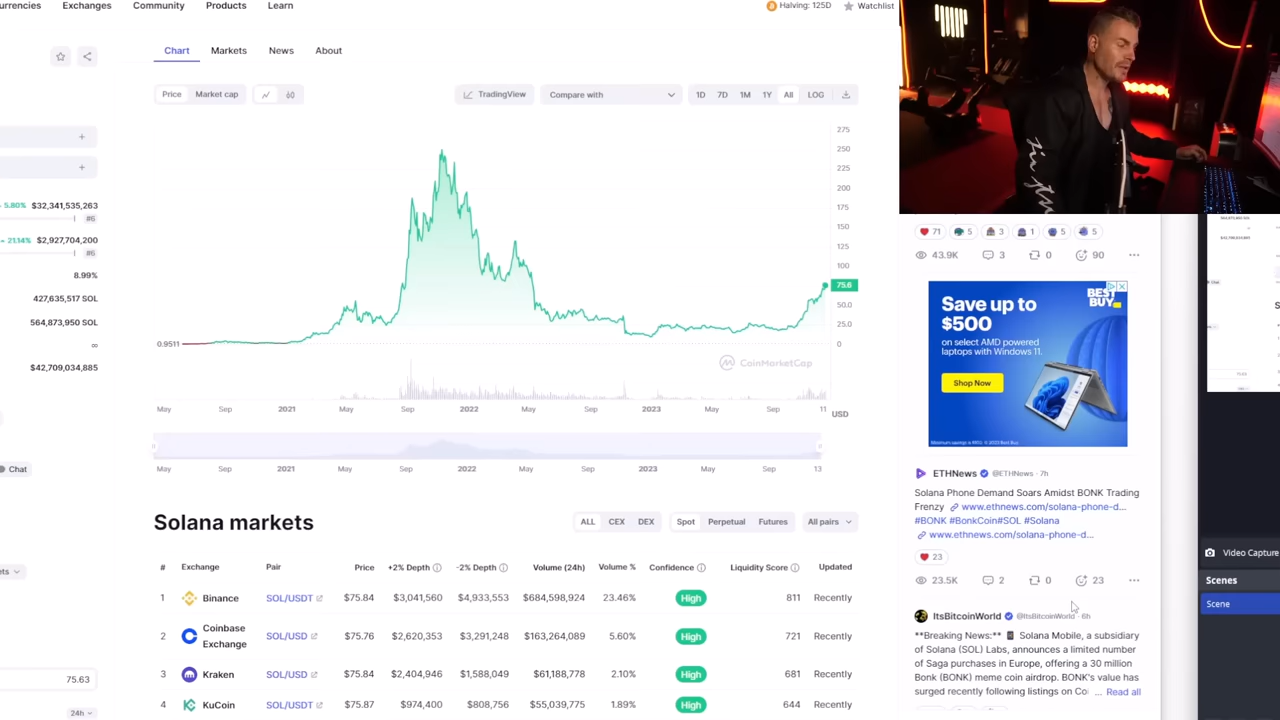 urrencies Exchanges Community Products Learn
Halving: 125D Watchlist
Chart Markets News About
Price Market cap
TradingView
Compare with
1D 7D 1M 1Y All LOG
275
250
225
200
175
150
125
100
75.6
50.0
25.0
0
0.9511
CoinMarketCap
May Sep 2021 May Sep 2022 May Sep 2023 May Sep 11
USD
May Sep 2021 May Sep 2022 May Sep 2023 May Sep 13
5.80% $32,341,535,263
#6
21.14% $2,927,704,200
#6
8.99%
427,635,517 SOL
564,873,950 SOL
∞
$42,709,034,885
Chat
ets
75.63
24h
Solana markets
ALL CEX DEX
Spot Perpetual Futures
All pairs
# Exchange Pair Price +2% Depth -2% Depth Volume (24h) Volume % Confidence Liquidity Score Updated
1 Binance SOL/USDT $75.84 $3,041,560 $4,933,553 $684,598,924 23.46% High 811 Recently
2 Coinbase Exchange SOL/USD $75.76 $2,620,353 $3,291,248 $163,264,089 5.60% High 721 Recently
3 Kraken SOL/USD $75.84 $2,404,946 $1,588,049 $61,188,778 2.10% High 681 Recently
4 KuCoin SOL/USDT $75.87 $974,400 $808,756 $55,039,775 1.89% High 644 Recently
71 5 3 1 5 5
43.9K 3 0 90
Save up to
$500
on select AMD powered
laptops with Windows 11.
Shop Now
BEST
BUY
ETHNews @ETHNews · 7h
Solana Phone Demand Soars Amidst BONK Trading
Frenzy www.ethnews.com/solana-phone-d...
#BONK #BonkCoin#SOL #Solana
www.ethnews.com/solana-phone-d...
23
23.5K 2 0 23
ItsBitcoinWorld @ItsBitcoinWorld · 6h
**Breaking News:** Solana Mobile, a subsidiary
of Solana (SOL) Labs, announces a limited number
of Saga purchases in Europe, offering a 30 million
Bonk (BONK) meme coin airdrop. BONK's value has
surged recently following listings on Coi ... Read all
Video Capture
Scenes
Scene